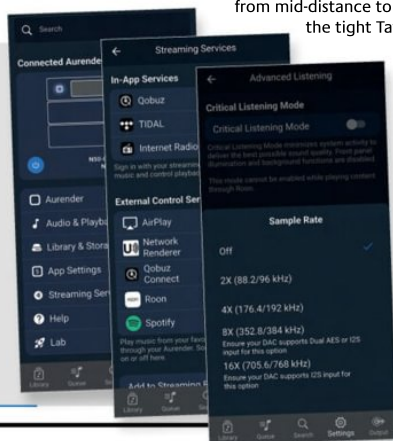 from mid-distance to
the tight Ta
Search
Connected Aurende
N50
N
Aurender
Audio & Playb
Library & Stora
App Settings
Streaming Ser
Help
Lab
Library
Queue
Streaming Services
In-App Services
Qobuz
TIDAL
Internet Radio
Sign in with your streamin
music and control playbac
External Control Ser
AirPlay
Network
Renderer
Qobuz
Connect
roon
Roon
Spotify
Play music from your favo
through your Aurender. So
on or off here.
Add to Streaming
Library
Queue
Advanced Listening
Critical Listening Mode
Critical Listening Mode
Critical Listening Mode minimizes system activity to
deliver the best possible sound quality. Front panel
illumination and background functions are disabled.
This mode cannot be enabled while playing content
through Roon.
Sample Rate
Off
2X (88.2/96 kHz)
4X (176.4/192 kHz)
8X (352.8/384 kHz)
Ensure your DAC supports Dual AES or I2S
input for this option
16X (705.6/768 kHz)
Ensure your DAC supports I2S input for
this option
Library
Queue
Search
Settings
Output